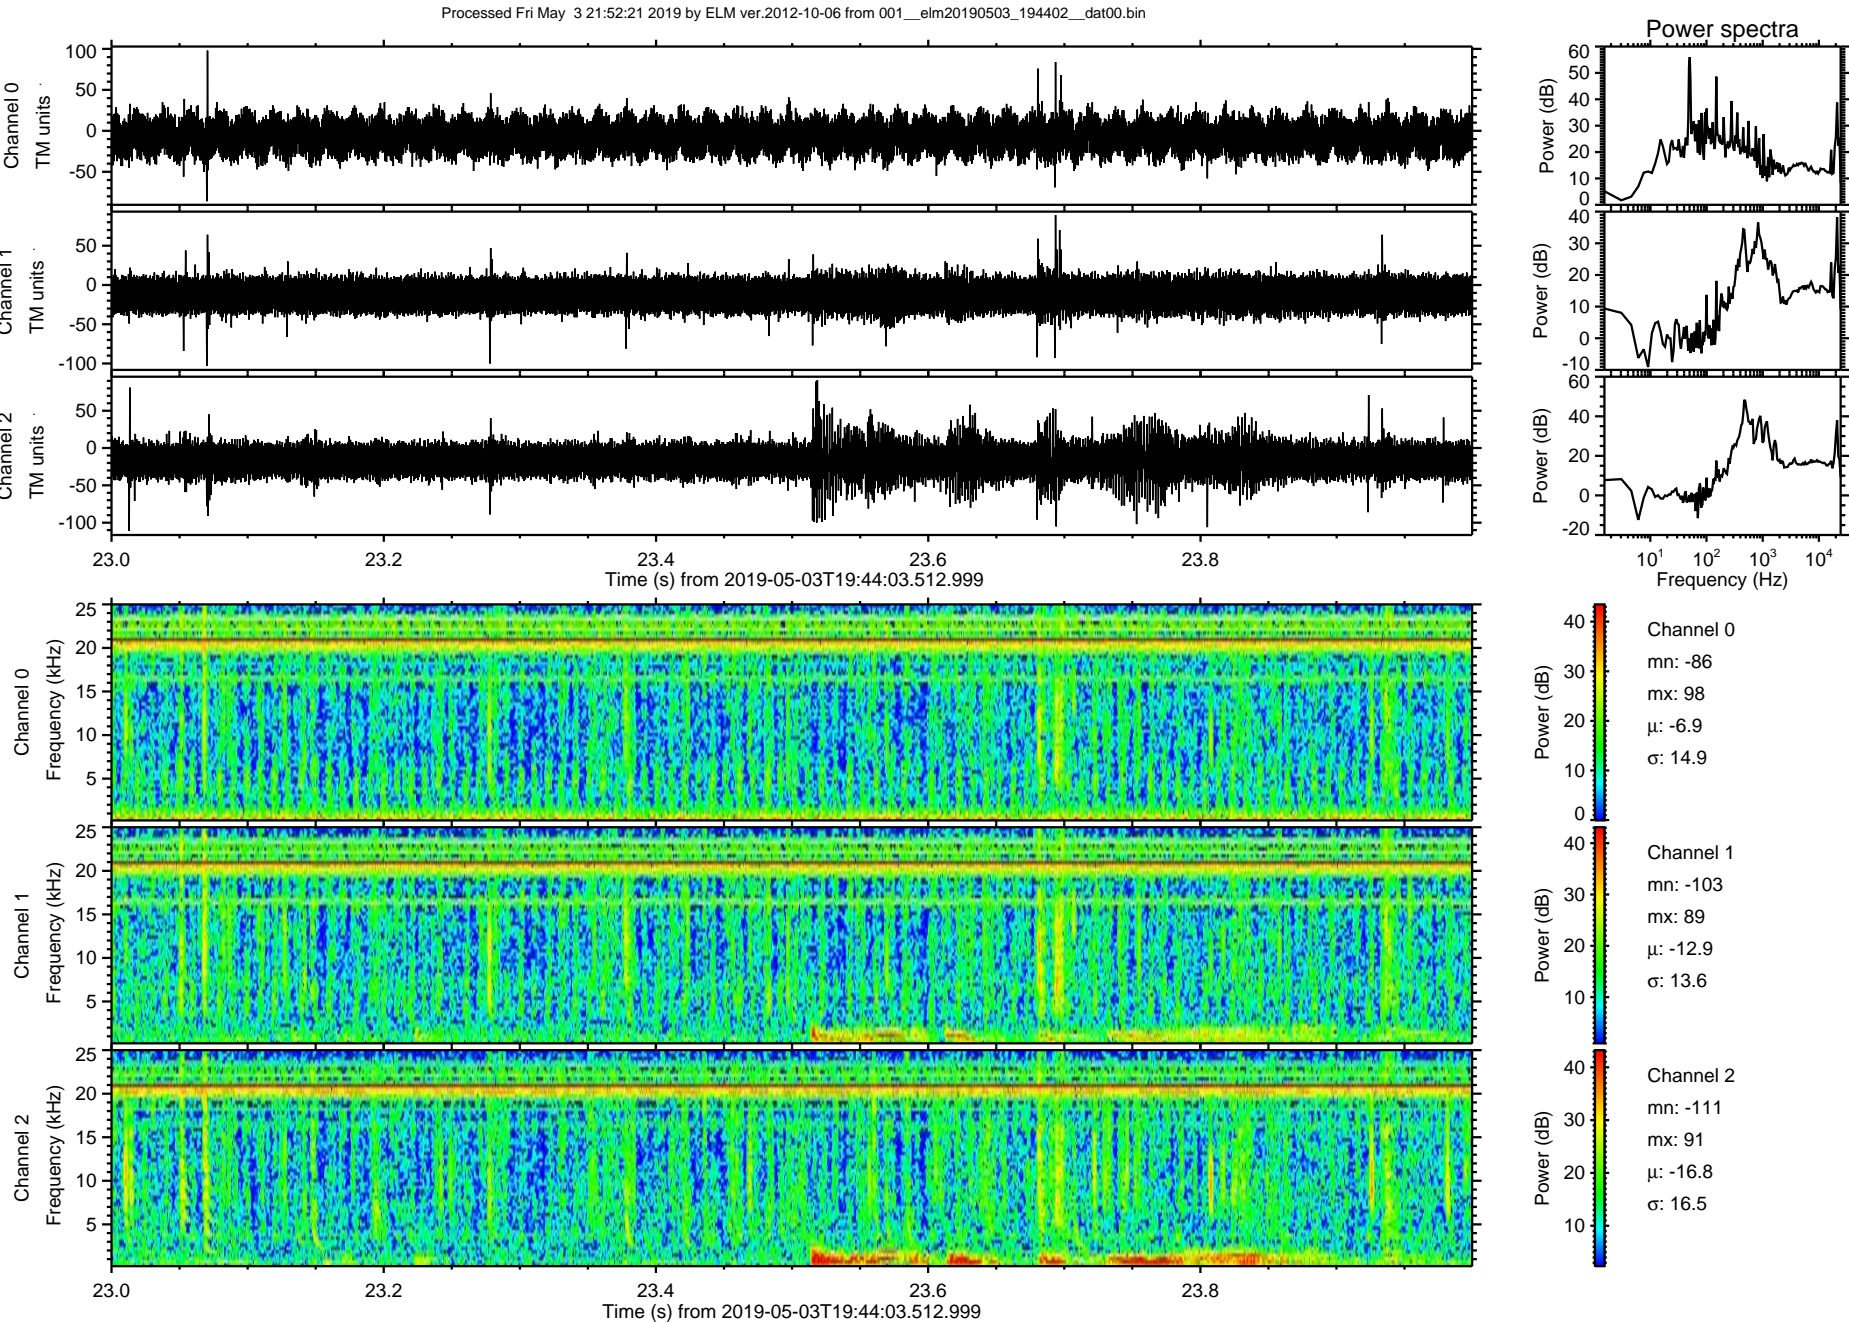 Processed Fri May  3 21:52:21 2019 by ELM ver.2012-10-06 from 001__elm20190503_194402__dat00.bin
Power spectra
Channel 0
TM units
100
50
0
-50
Power (dB)
60
50
40
30
20
10
0
Channel 1
TM units
50
0
-50
-100
Power (dB)
40
30
20
10
0
-10
Channel 2
TM units
50
0
-50
-100
Power (dB)
60
40
20
0
-20
23.0 23.2 23.4 23.6 23.8
Time (s) from 2019-05-03T19:44:03.512.999
10^1 10^2 10^3 10^4
Frequency (Hz)
Channel 0
Frequency (kHz)
25
20
15
10
5
Power (dB)
40
30
20
10
0
Channel 0
mn: -86
mx: 98
μ: -6.9
σ: 14.9
Channel 1
Frequency (kHz)
25
20
15
10
5
Power (dB)
40
30
20
10
Channel 1
mn: -103
mx: 89
μ: -12.9
σ: 13.6
Channel 2
Frequency (kHz)
25
20
15
10
5
Power (dB)
40
30
20
10
Channel 2
mn: -111
mx: 91
μ: -16.8
σ: 16.5
23.0 23.2 23.4 23.6 23.8
Time (s) from 2019-05-03T19:44:03.512.999